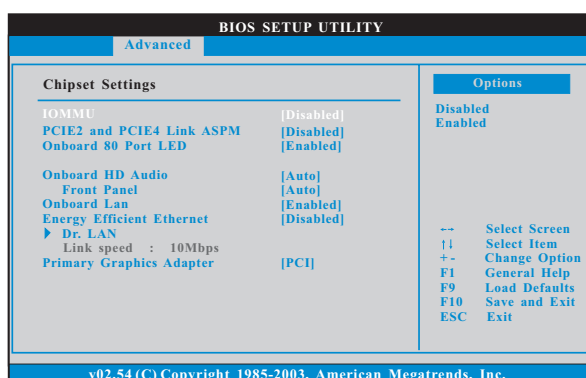 BIOS SETUP UTILITY
Advanced
Chipset Settings
IOMMU [Disabled]
PCIE2 and PCIE4 Link ASPM [Disabled]
Onboard 80 Port LED [Enabled]
Onboard HD Audio [Auto]
Front Panel [Auto]
Onboard Lan [Enabled]
Energy Efficient Ethernet [Disabled]
Dr. LAN
Link speed : 10Mbps
Primary Graphics Adapter [PCI]
Options
Disabled
Enabled
←→ Select Screen
↑↓ Select Item
+- Change Option
F1 General Help
F9 Load Defaults
F10 Save and Exit
ESC Exit
v02.54 (C) Copyright 1985-2003, American Megatrends, Inc.